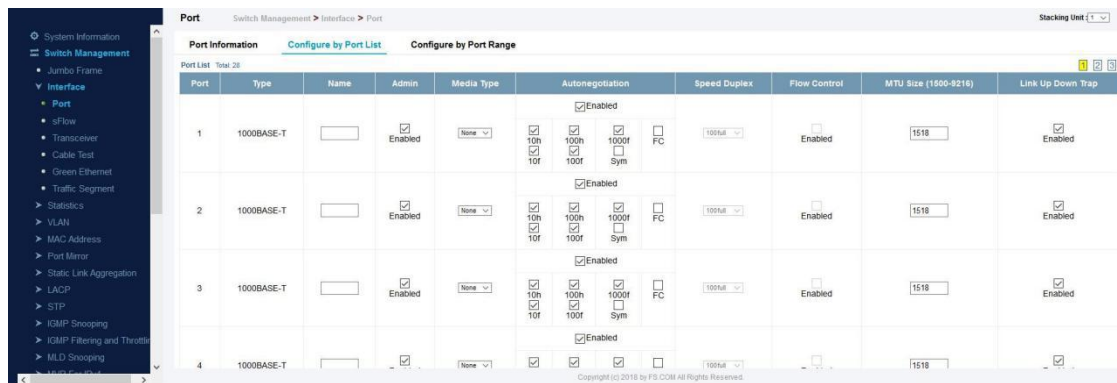 Port Switch Management > Interface > Port Stacking Unit: 1
System Information
Switch Management
Jumbo Frame
Interface
Port
sFlow
Transceiver
Cable Test
Green Ethernet
Traffic Segment
Statistics
VLAN
MAC Address
Port Mirror
Static Link Aggregation
LACP
STP
IGMP Snooping
IGMP Filtering and Throttlin
MLD Snooping
Port Information Configure by Port List Configure by Port Range
Port List Total: 28 1 2 3
Port Type Name Admin Media Type Autonegotiation Speed Duplex Flow Control MTU Size (1500-9216) Link Up Down Trap
Enabled
1 1000BASE-T Enabled None 10h 100h 1000f FC 100full Enabled 1518 Enabled
10f 100f Sym
Enabled
2 1000BASE-T Enabled None 10h 100h 1000f FC 100full Enabled 1518 Enabled
10f 100f Sym
Enabled
3 1000BASE-T Enabled None 10h 100h 1000f FC 100full Enabled 1518 Enabled
10f 100f Sym
Enabled
4 1000BASE-T None 100full 1518
Copyright (c) 2018 by FS.COM All Rights Reserved.